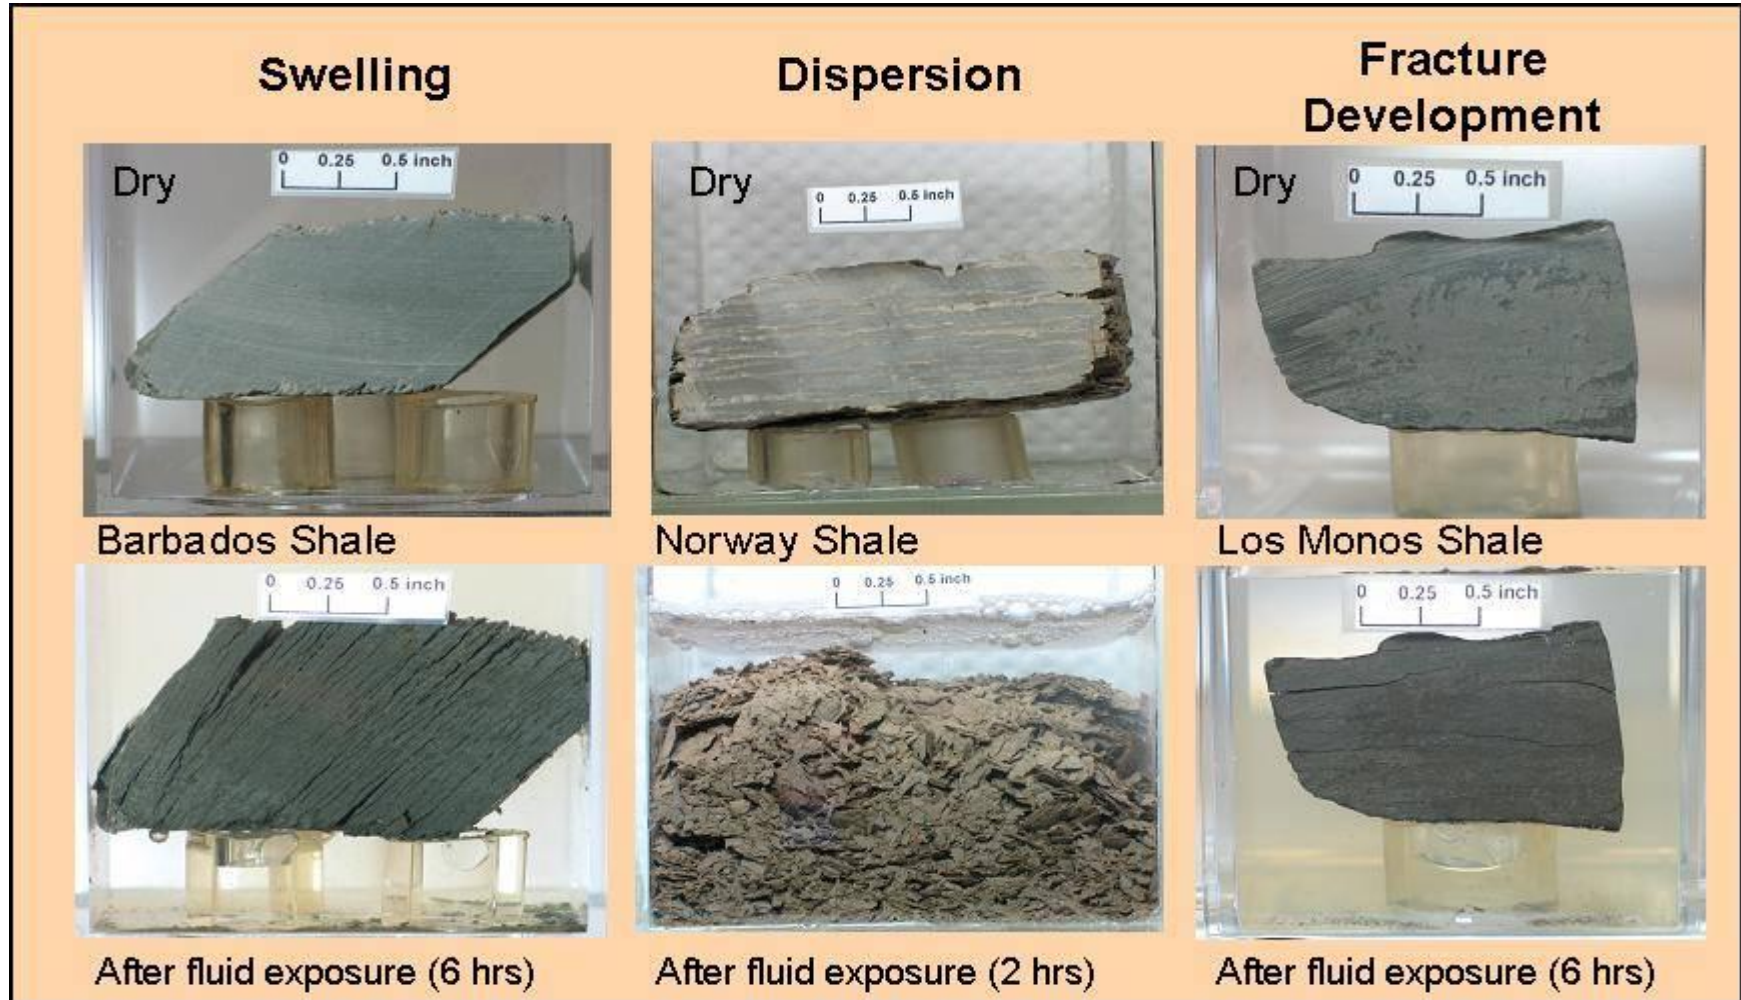 Swelling
Dispersion
Fracture
Development
Dry
0 0.25 0.5 inch
Dry
0 0.25 0.5 inch
Dry
0 0.25 0.5 inch
Barbados Shale
Norway Shale
Los Monos Shale
0 0.25 0.5 inch
0 0.25 0.5 inch
0 0.25 0.5 inch
After fluid exposure (6 hrs)
After fluid exposure (2 hrs)
After fluid exposure (6 hrs)